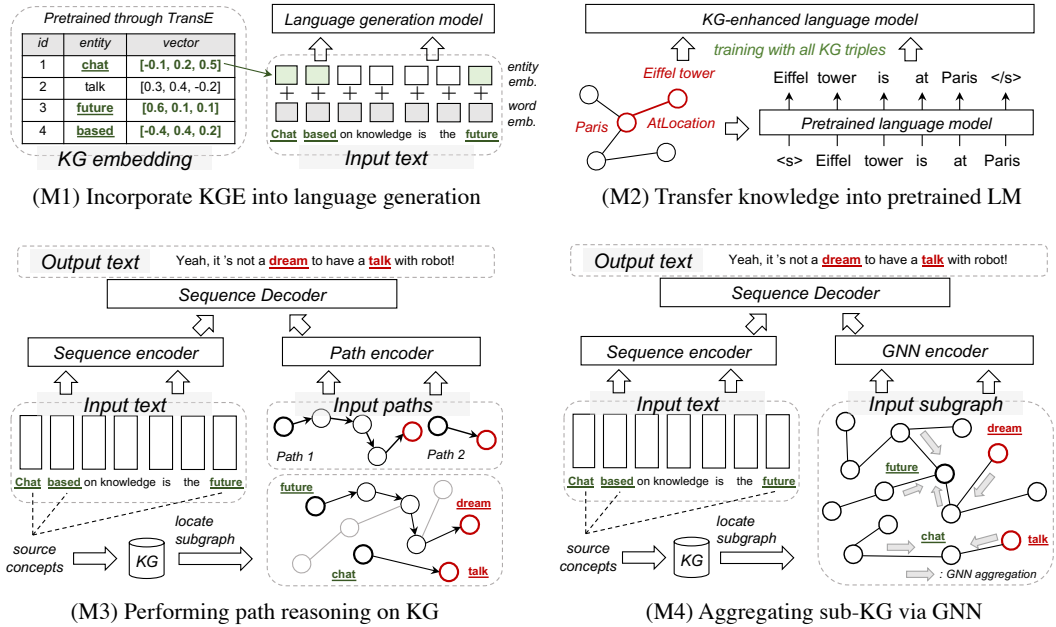 Pretrained through TransE
id entity vector
1 chat [-0.1, 0.2, 0.5]
2 talk [0.3, 0.4, -0.2]
3 future [0.6, 0.1, 0.1]
4 based [-0.4, 0.4, 0.2]
KG embedding
Language generation model
entity
emb.
+ + + + + + +
word
emb.
Chat based on knowledge is the future
Input text
(M1) Incorporate KGE into language generation
KG-enhanced language model
training with all KG triples
Eiffel tower
Paris
AtLocation
Eiffel tower is at Paris </s>
Pretrained language model
<s> Eiffel tower is at Paris
(M2) Transfer knowledge into pretrained LM
Output text Yeah, it 's not a dream to have a talk with robot!
Sequence Decoder
Sequence encoder
Path encoder
Input text
Chat based on knowledge is the future
Input paths
Path 1
Path 2
future
dream
chat
talk
source
concepts
KG
locate
subgraph
(M3) Performing path reasoning on KG
Output text Yeah, it 's not a dream to have a talk with robot!
Sequence Decoder
Sequence encoder
GNN encoder
Input text
Chat based on knowledge is the future
Input subgraph
dream
future
chat
talk
: GNN aggregation
source
concepts
KG
locate
subgraph
(M4) Aggregating sub-KG via GNN